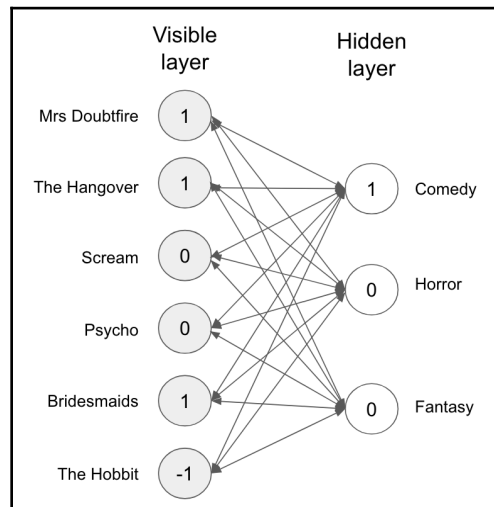 Visible
layer
Hidden
layer
Mrs Doubtfire
1
The Hangover
1
1
Comedy
Scream
0
0
Horror
Psycho
0
Bridesmaids
1
0
Fantasy
The Hobbit
-1